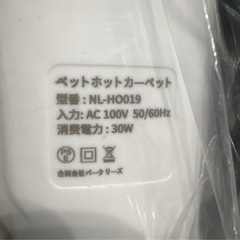 ペットホットカーペット
型番 : NL-HO019
入力: AC 100V 50/60Hz
消費電力 : 30W
PSE
合同会社パークリーズ